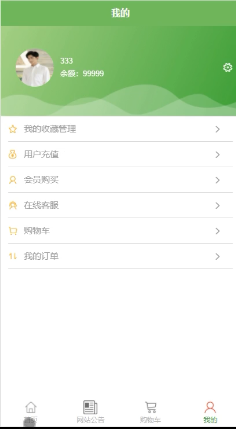 我的
333
余额：99999
我的收藏管理
用户充值
会员购买
在线客服
购物车
我的订单
网站公告
购物车
我的